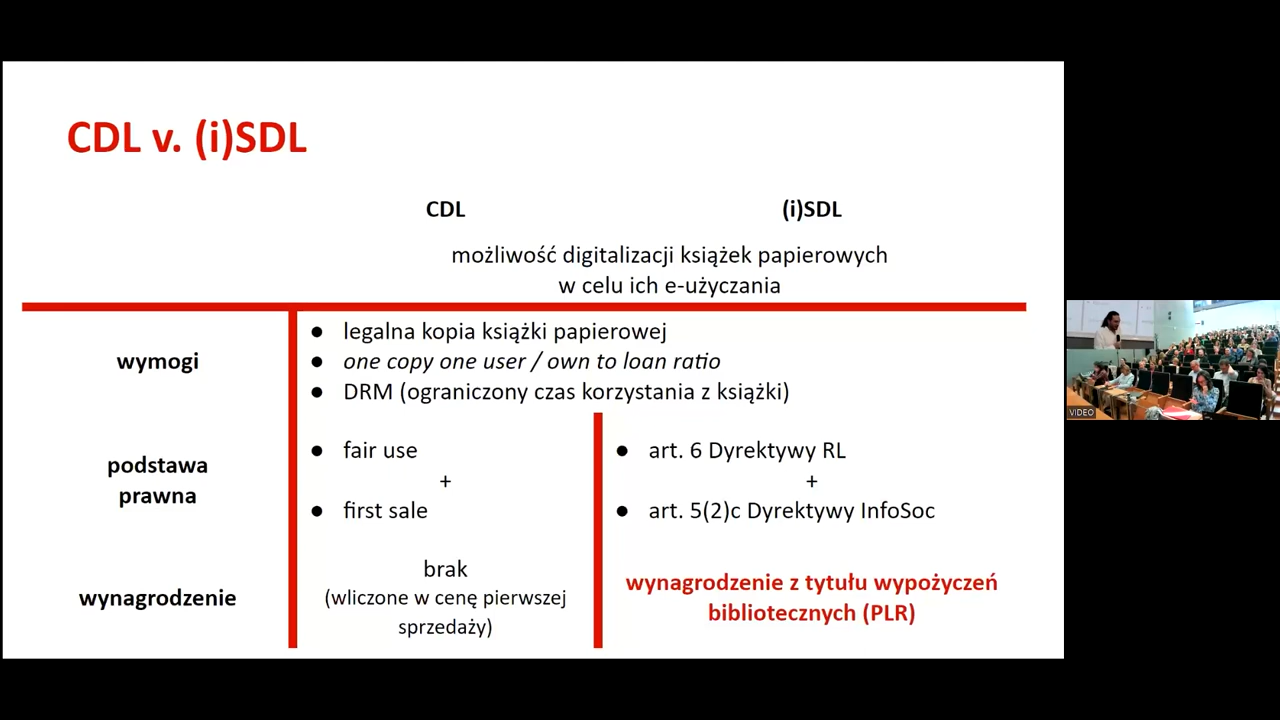 CDL v. (i)SDL
CDL
(i)SDL
możliwość digitalizacji książek papierowych
w celu ich e-użyczania
wymogi
● legalna kopia książki papierowej
● one copy one user / own to loan ratio
● DRM (ograniczony czas korzystania z książki)
podstawa
prawna
● fair use
+
● first sale
● art. 6 Dyrektywy RL
+
● art. 5(2)c Dyrektywy InfoSoc
wynagrodzenie
brak
(wliczone w cenę pierwszej
sprzedaży)
wynagrodzenie z tytułu wypożyczeń
bibliotecznych (PLR)
VIDEO